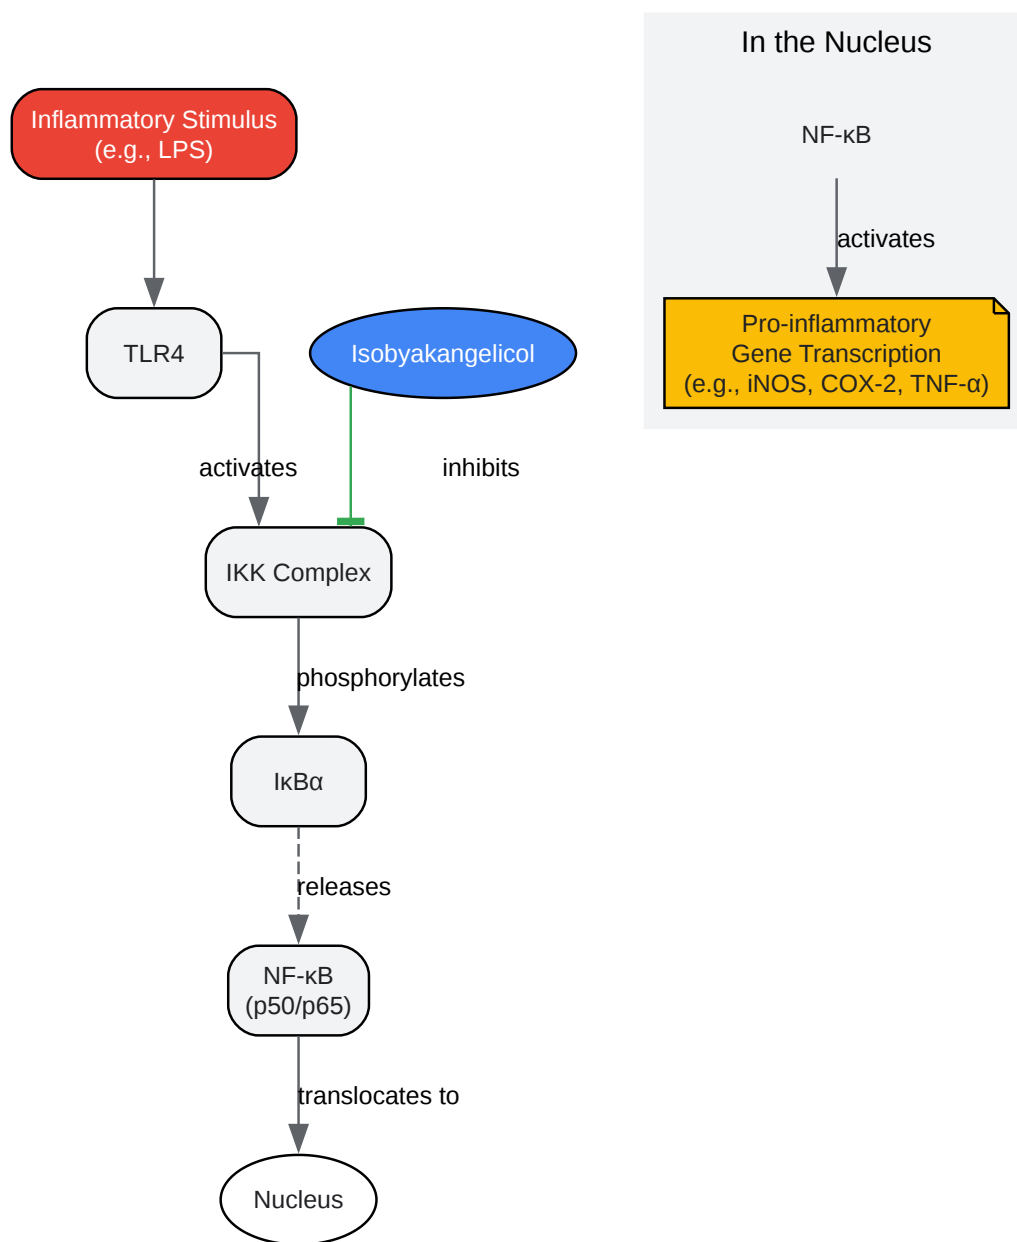 In the Nucleus
Inflammatory Stimulus
(e.g., LPS)
NF-κB
activates
TLR4
Isobyakangelicol
Pro-inflammatory
Gene Transcription
(e.g., iNOS, COX-2, TNF-α)
activates
inhibits
IKK Complex
phosphorylates
IκBα
releases
NF-κB
(p50/p65)
translocates to
Nucleus